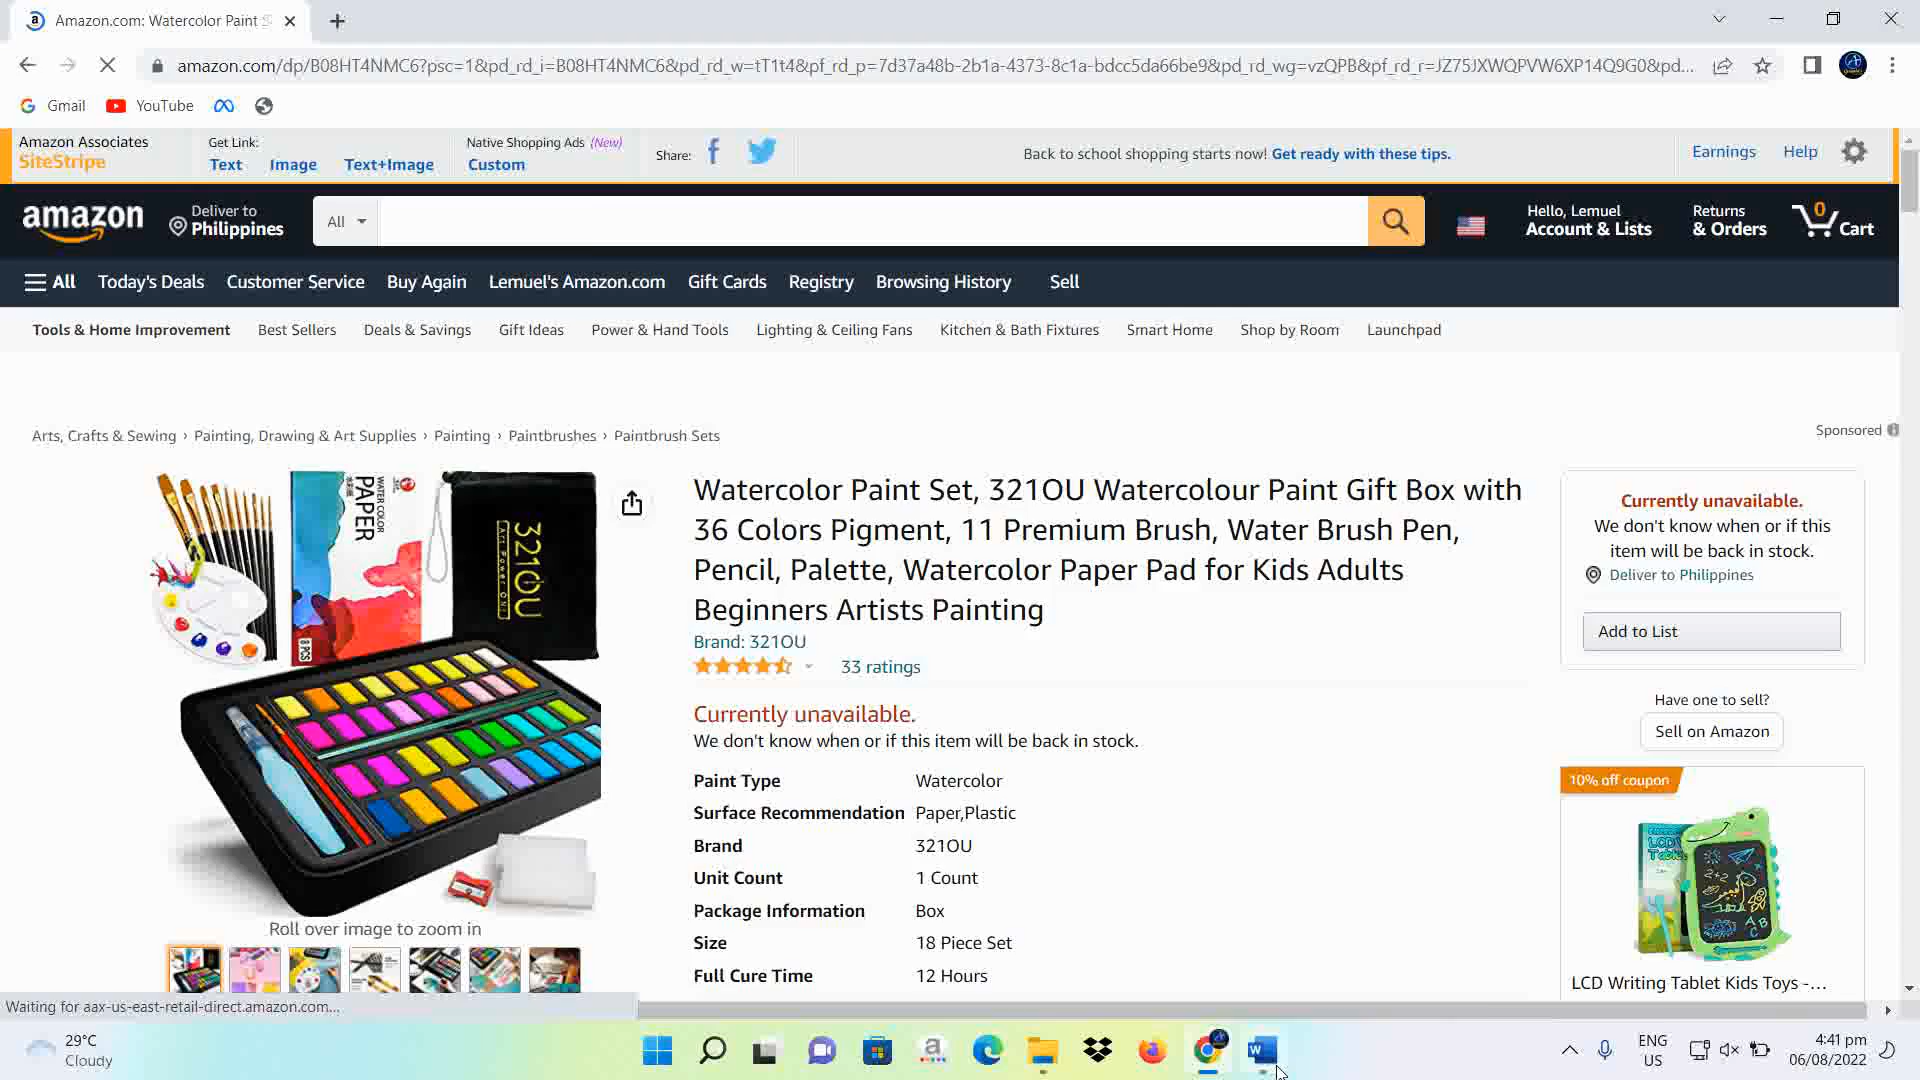 Amazon.com: Watercolor Paint S
amazon.com/dp/B08HT4NMC6?psc=1&pd_rd_i=B08HT4NMC6&pd_rd_w=tT1t4&pf_rd_p=7d37a48b-2b1a-4373-8c1a-bdcc5da66be9&pd_rd_wg=vzQPB&pf_rd_r=JZ75JXWQPVW6XP14Q9G0&pd...
Gmail YouTube
Amazon Associates
SiteStripe
Get Link:
Text Image Text+Image
Native Shopping Ads (New)
Custom
Share:
Back to school shopping starts now! Get ready with these tips.
Earnings Help
amazon
Deliver to
Philippines
All
Hello, Lemuel
Account & Lists
Returns
& Orders
0
Cart
All Today's Deals Customer Service Buy Again Lemuel's Amazon.com Gift Cards Registry Browsing History Sell
Tools & Home Improvement Best Sellers Deals & Savings Gift Ideas Power & Hand Tools Lighting & Ceiling Fans Kitchen & Bath Fixtures Smart Home Shop by Room Launchpad
Arts, Crafts & Sewing › Painting, Drawing & Art Supplies › Painting › Paintbrushes › Paintbrush Sets
Sponsored
WATER COLOR
PAPER
8 PCS
321OU
Roll over image to zoom in
Watercolor Paint Set, 321OU Watercolour Paint Gift Box with
36 Colors Pigment, 11 Premium Brush, Water Brush Pen,
Pencil, Palette, Watercolor Paper Pad for Kids Adults
Beginners Artists Painting
Brand: 321OU
33 ratings
Currently unavailable.
We don't know when or if this item will be back in stock.
Paint Type Watercolor
Surface Recommendation Paper,Plastic
Brand 321OU
Unit Count 1 Count
Package Information Box
Size 18 Piece Set
Full Cure Time 12 Hours
Currently unavailable.
We don't know when or if this
item will be back in stock.
Deliver to Philippines
Add to List
Have one to sell?
Sell on Amazon
10% off coupon
LCD Writing Tablet Kids Toys -...
Waiting for aax-us-east-retail-direct.amazon.com...
29°C
Cloudy
ENG
US
4:41 pm
06/08/2022